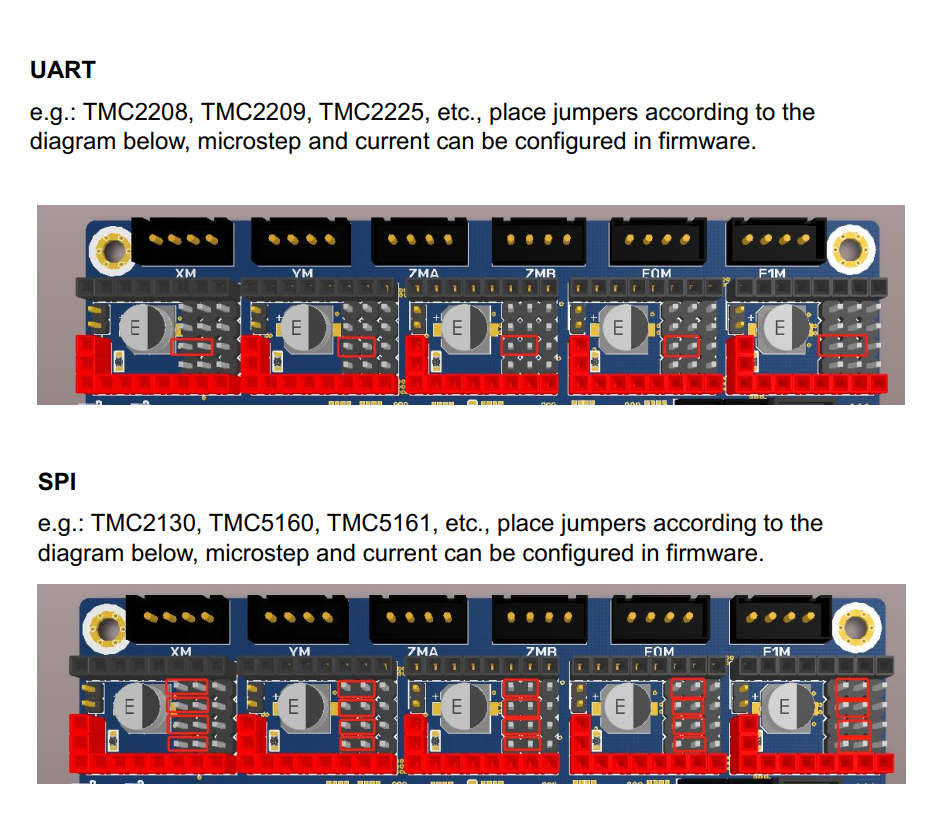 UART
e.g.: TMC2208, TMC2209, TMC2225, etc., place jumpers according to the
diagram below, microstep and current can be configured in firmware.
XM YM ZMA ZMB E0M E1M
E E E E E
SPI
e.g.: TMC2130, TMC5160, TMC5161, etc., place jumpers according to the
diagram below, microstep and current can be configured in firmware.
XM YM ZMA ZMB E0M E1M
E E E E E